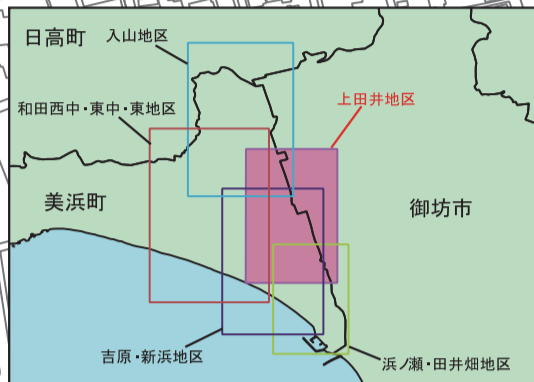 日高町
入山地区
和田西中・東中・東地区
上田井地区
美浜町
御坊市
吉原・新浜地区
浜ノ瀬・田井畑地区